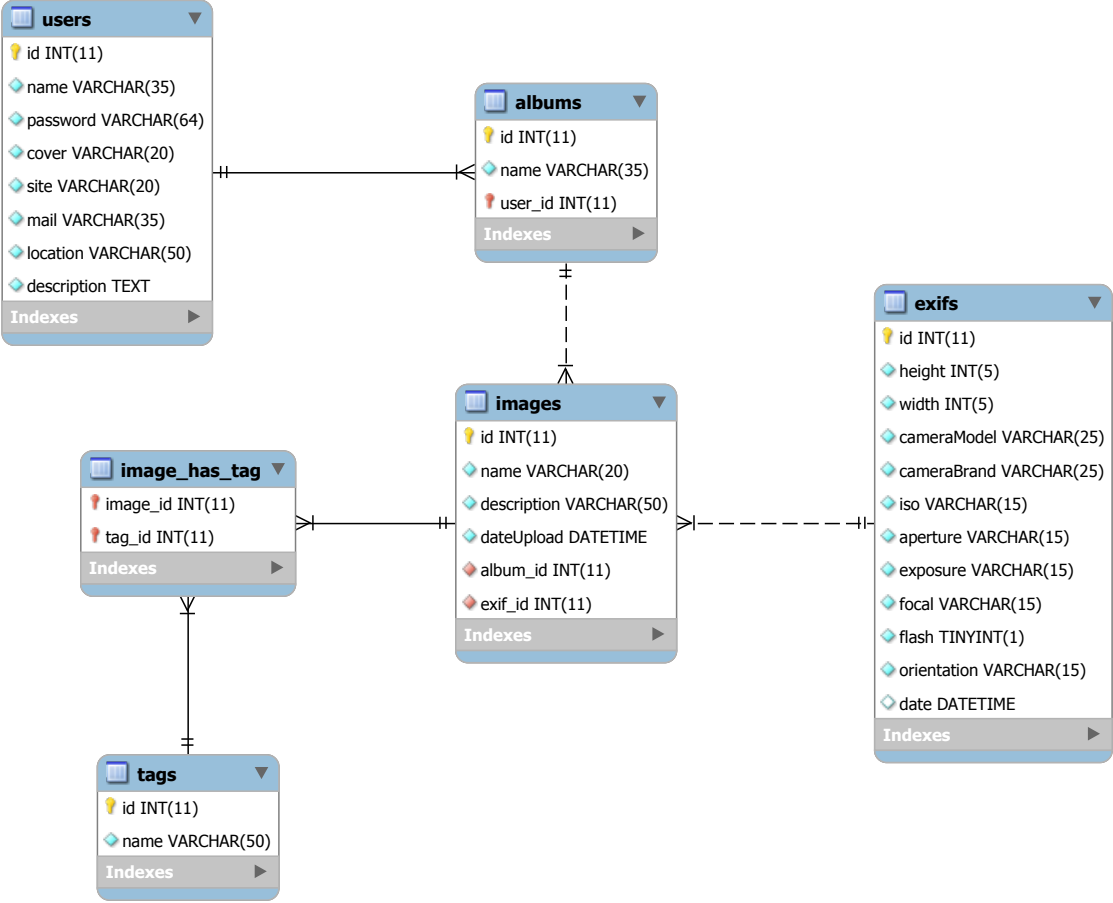 users
id INT(11)
name VARCHAR(35)
password VARCHAR(64)
cover VARCHAR(20)
site VARCHAR(20)
mail VARCHAR(35)
location VARCHAR(50)
description TEXT
Indexes
albums
id INT(11)
name VARCHAR(35)
user_id INT(11)
Indexes
images
id INT(11)
name VARCHAR(20)
description VARCHAR(50)
dateUpload DATETIME
album_id INT(11)
exif_id INT(11)
Indexes
exifs
id INT(11)
height INT(5)
width INT(5)
cameraModel VARCHAR(25)
cameraBrand VARCHAR(25)
iso VARCHAR(15)
aperture VARCHAR(15)
exposure VARCHAR(15)
focal VARCHAR(15)
flash TINYINT(1)
orientation VARCHAR(15)
date DATETIME
Indexes
image_has_tag
image_id INT(11)
tag_id INT(11)
Indexes
tags
id INT(11)
name VARCHAR(50)
Indexes